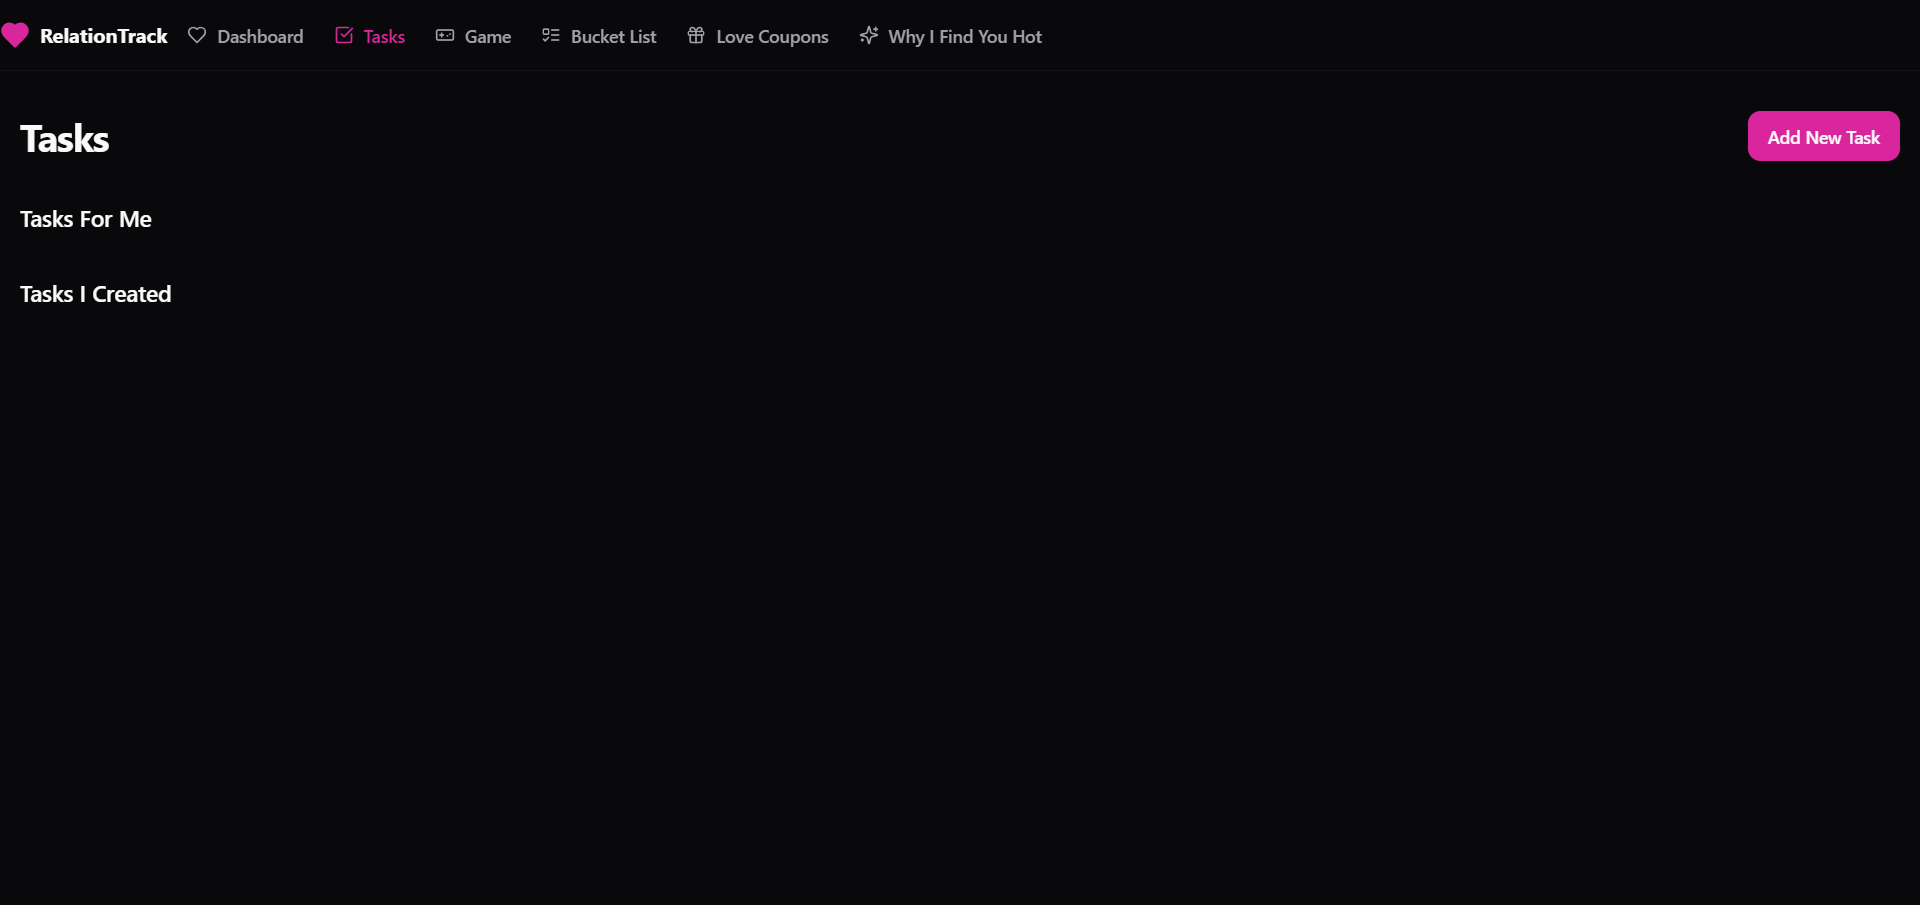 RelationTrack Dashboard Tasks Game Bucket List Love Coupons Why I Find You Hot
Tasks
Add New Task
Tasks For Me
Tasks I Created